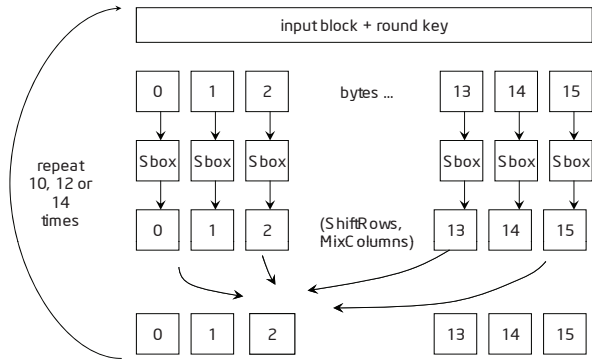 input block + round key
0 1 2 bytes ... 13 14 15
Sbox Sbox Sbox Sbox Sbox Sbox
repeat
10, 12 or
14
times
0 1 2 (ShiftRows,
MixColumns) 13 14 15
0 1 2 13 14 15